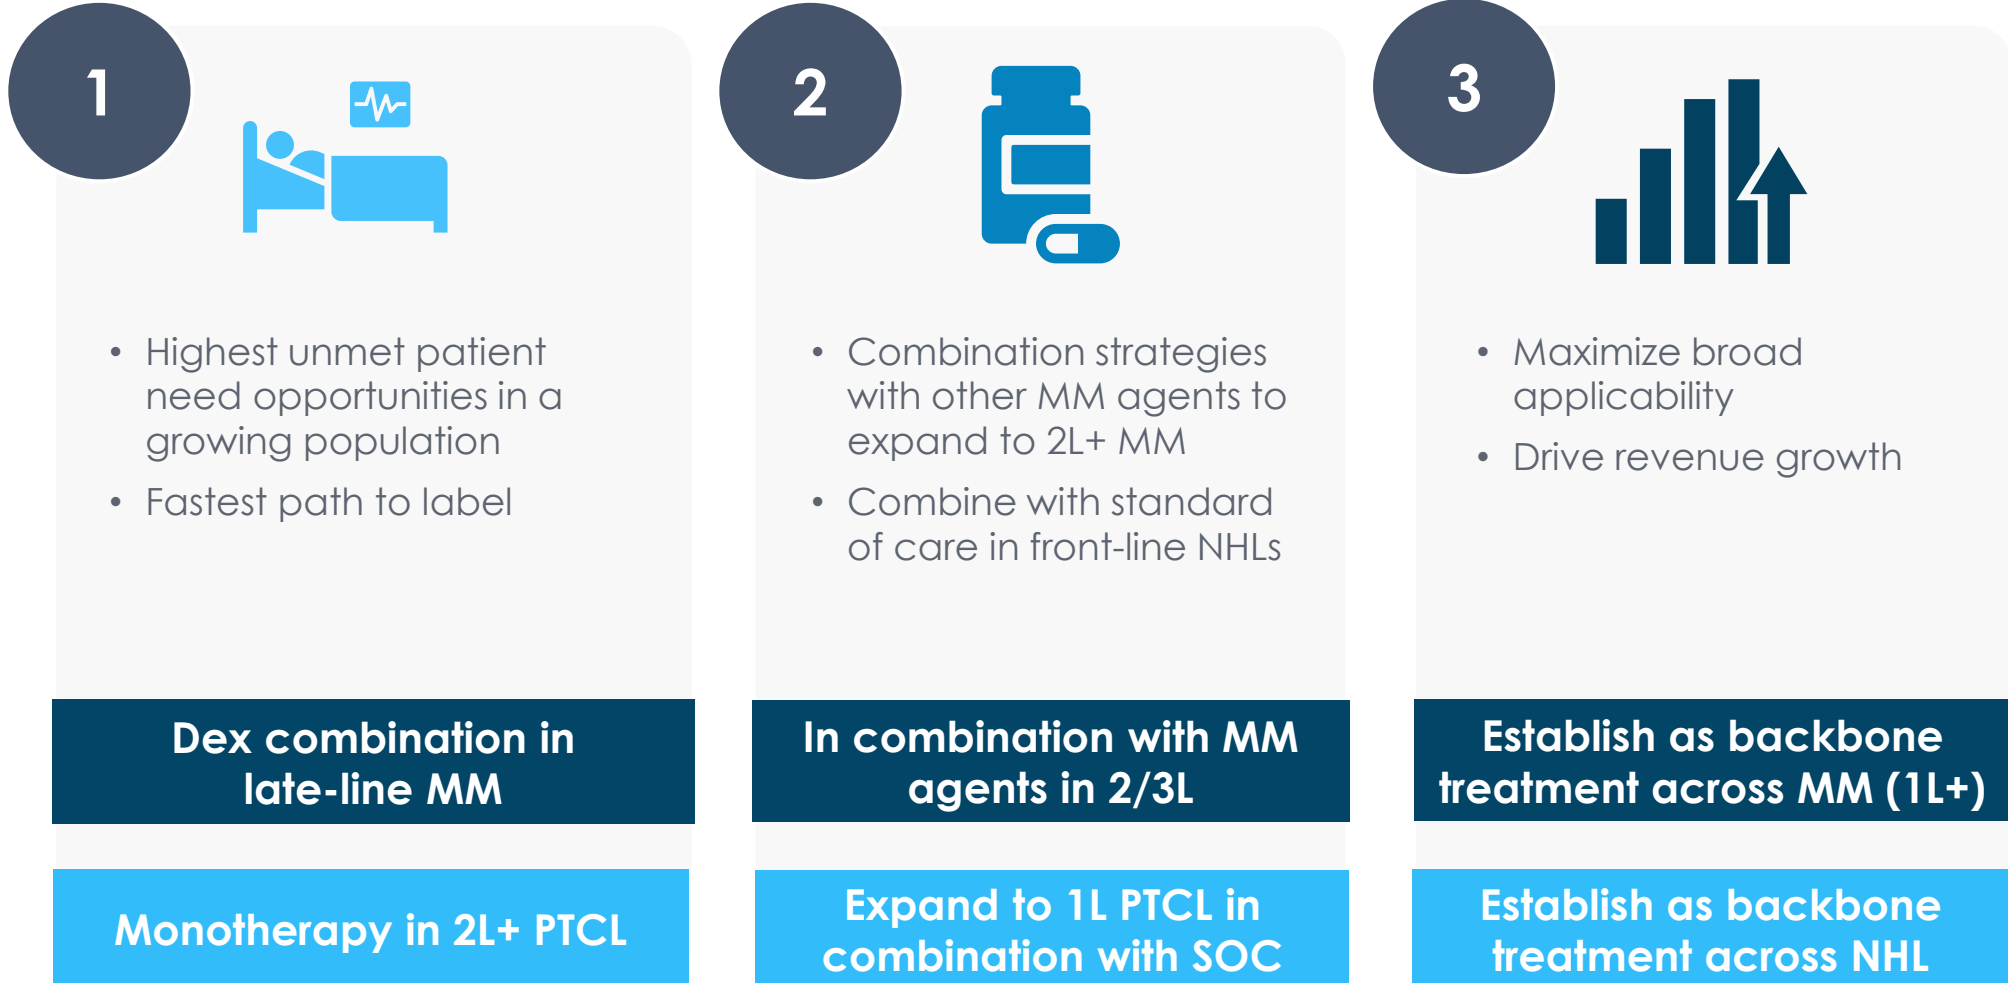 1
• Highest unmet patient
need opportunities in a
growing population
• Fastest path to label
Dex combination in
late-line MM
Monotherapy in 2L+ PTCL
2
• Combination strategies
with other MM agents to
expand to 2L+ MM
• Combine with standard
of care in front-line NHLs
In combination with MM
agents in 2/3L
Expand to 1L PTCL in
combination with SOC
3
• Maximize broad
applicability
• Drive revenue growth
Establish as backbone
treatment across MM (1L+)
Establish as backbone
treatment across NHL